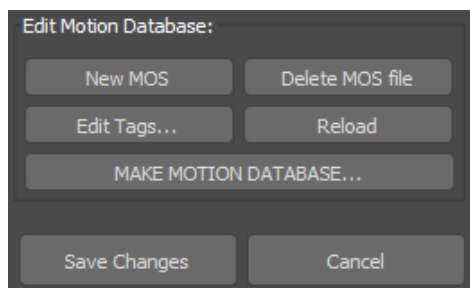 Edit Motion Database:
New MOS Delete MOS file
Edit Tags... Reload
MAKE MOTION DATABASE...
Save Changes Cancel